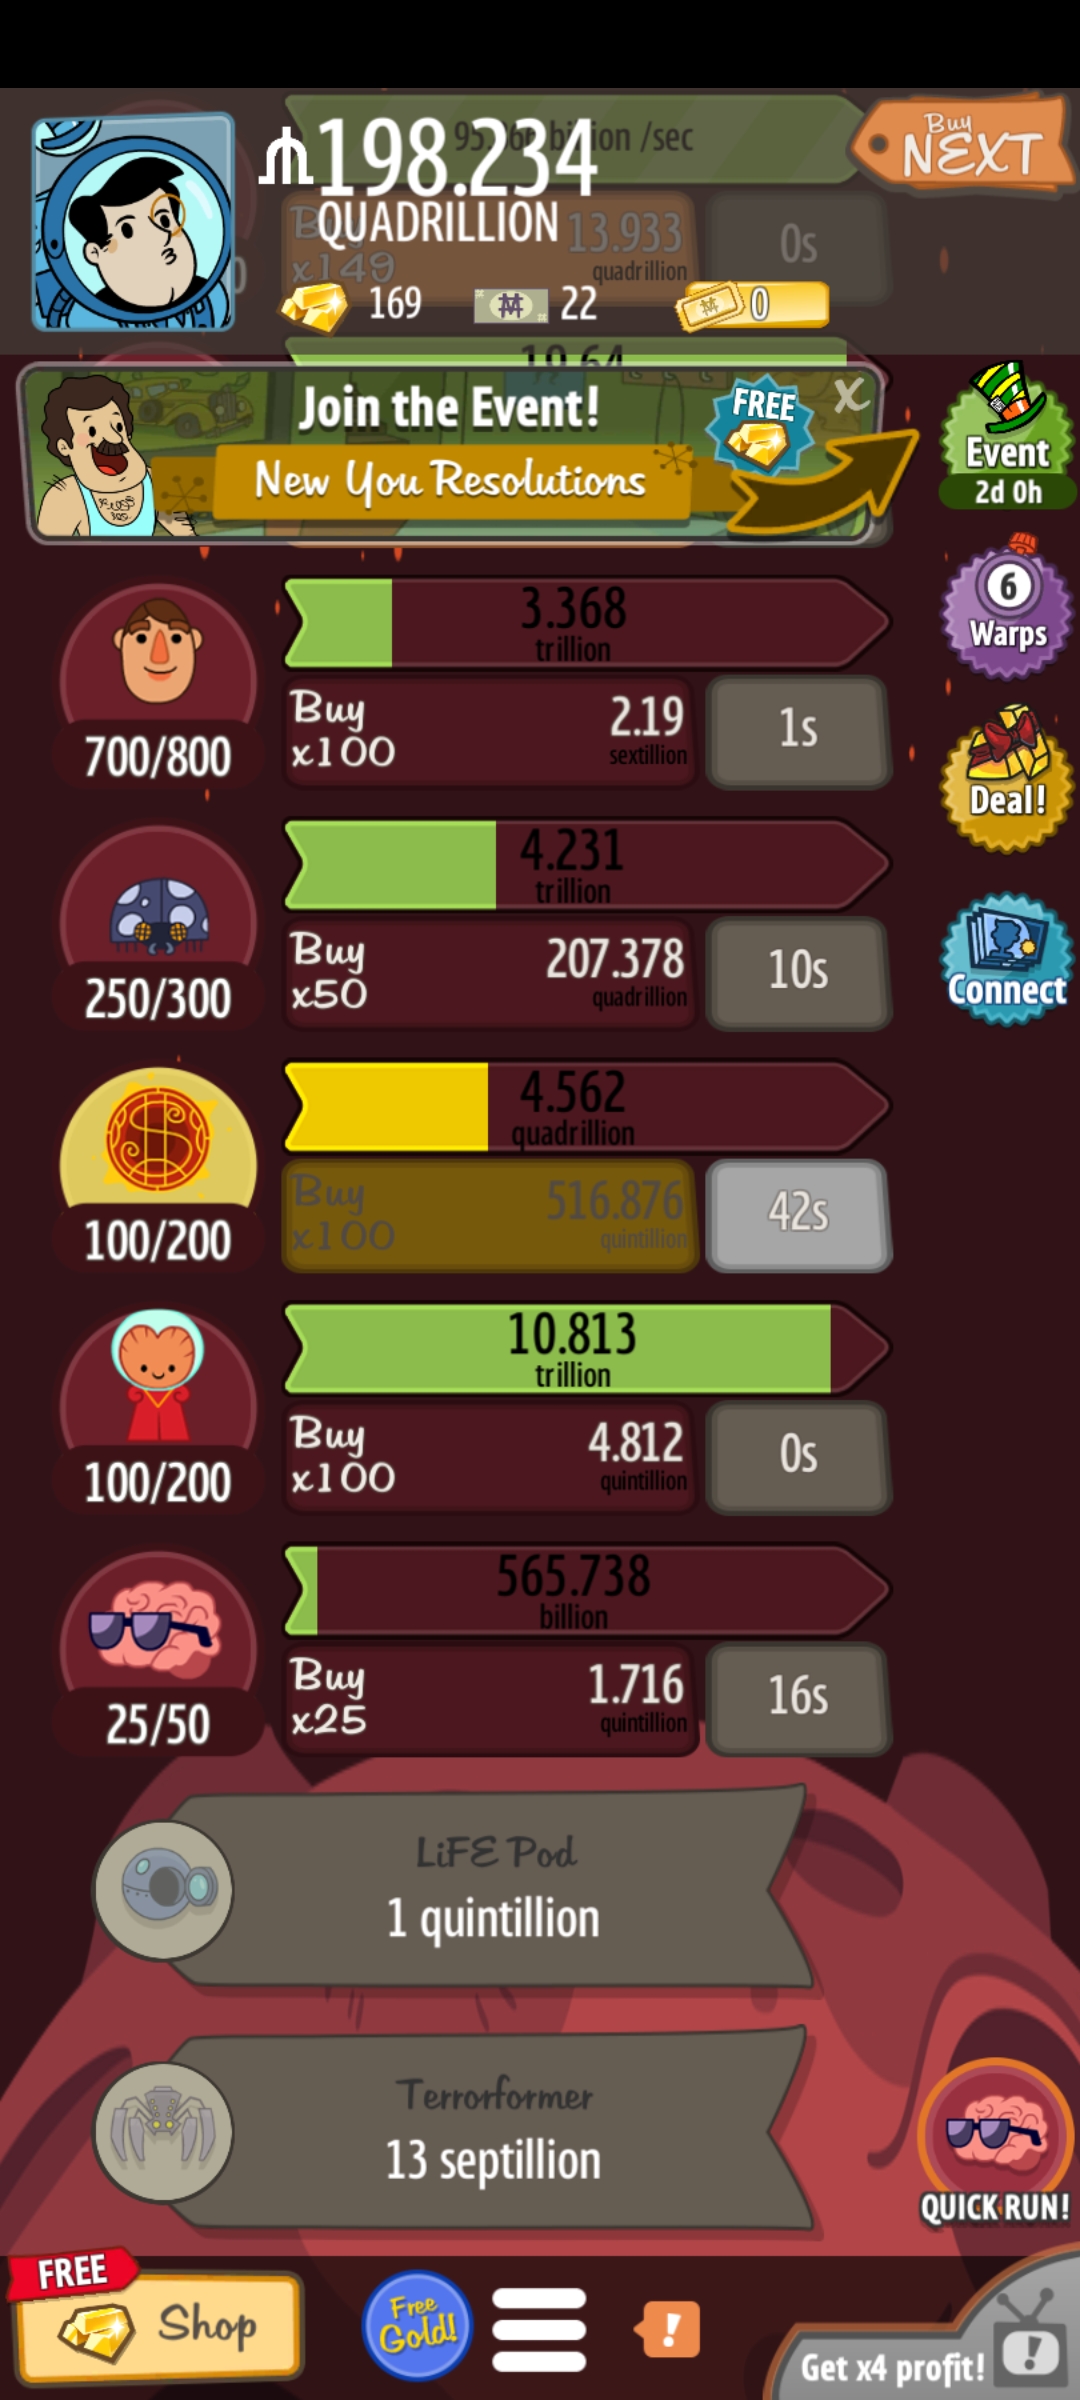 95.366 billion /sec
198.234
QUADRILLION
Buy
NEXT
Buy
x149
13.933
quadrillion
0s
169
22
0
19.64
Join the Event!
New You Resolutions
FREE
X
Event
2d 0h
3.368
trillion
700/800
Buy
x100
2.19
sextillion
1s
6
Warps
4.231
trillion
250/300
Buy
x50
207.378
quadrillion
10s
Deal!
Connect
4.562
quadrillion
100/200
Buy
x100
516.876
quintillion
42s
10.813
trillion
100/200
Buy
x100
4.812
quintillion
0s
565.738
billion
25/50
Buy
x25
1.716
quintillion
16s
LiFE Pod
1 quintillion
Terrorformer
13 septillion
QUICK RUN!
FREE
Shop
Free
Gold!
!
Get x4 profit!
!